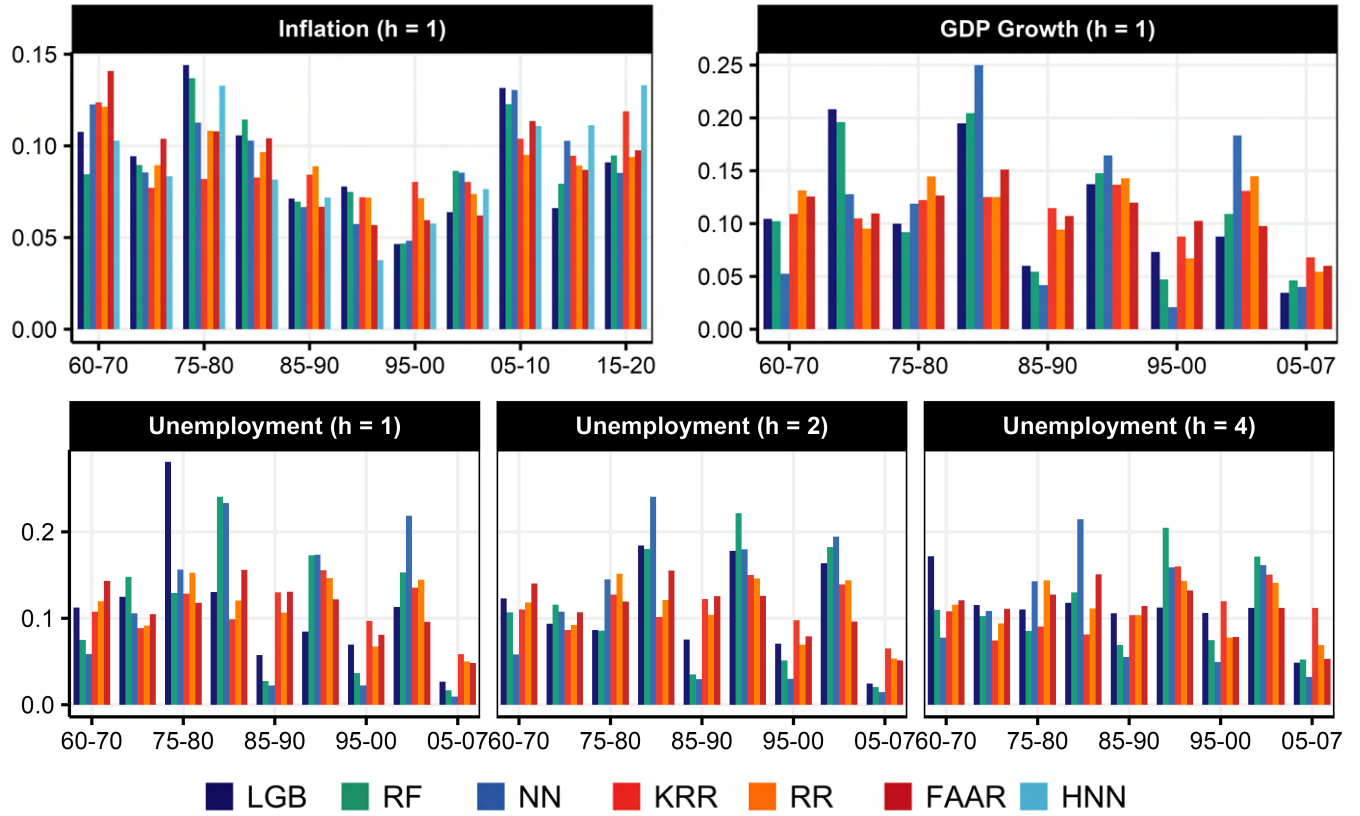 Inflation (h = 1)
GDP Growth (h = 1)
0.15
0.10
0.05
0.00
60-70 75-80 85-90 95-00 05-10 15-20
0.25
0.20
0.15
0.10
0.05
0.00
60-70 75-80 85-90 95-00 05-07
Unemployment (h = 1)
Unemployment (h = 2)
Unemployment (h = 4)
0.2
0.1
0.0
60-70 75-80 85-90 95-00 05-07
60-70 75-80 85-90 95-00 05-07
60-70 75-80 85-90 95-00 05-07
LGB RF NN KRR RR FAAR HNN